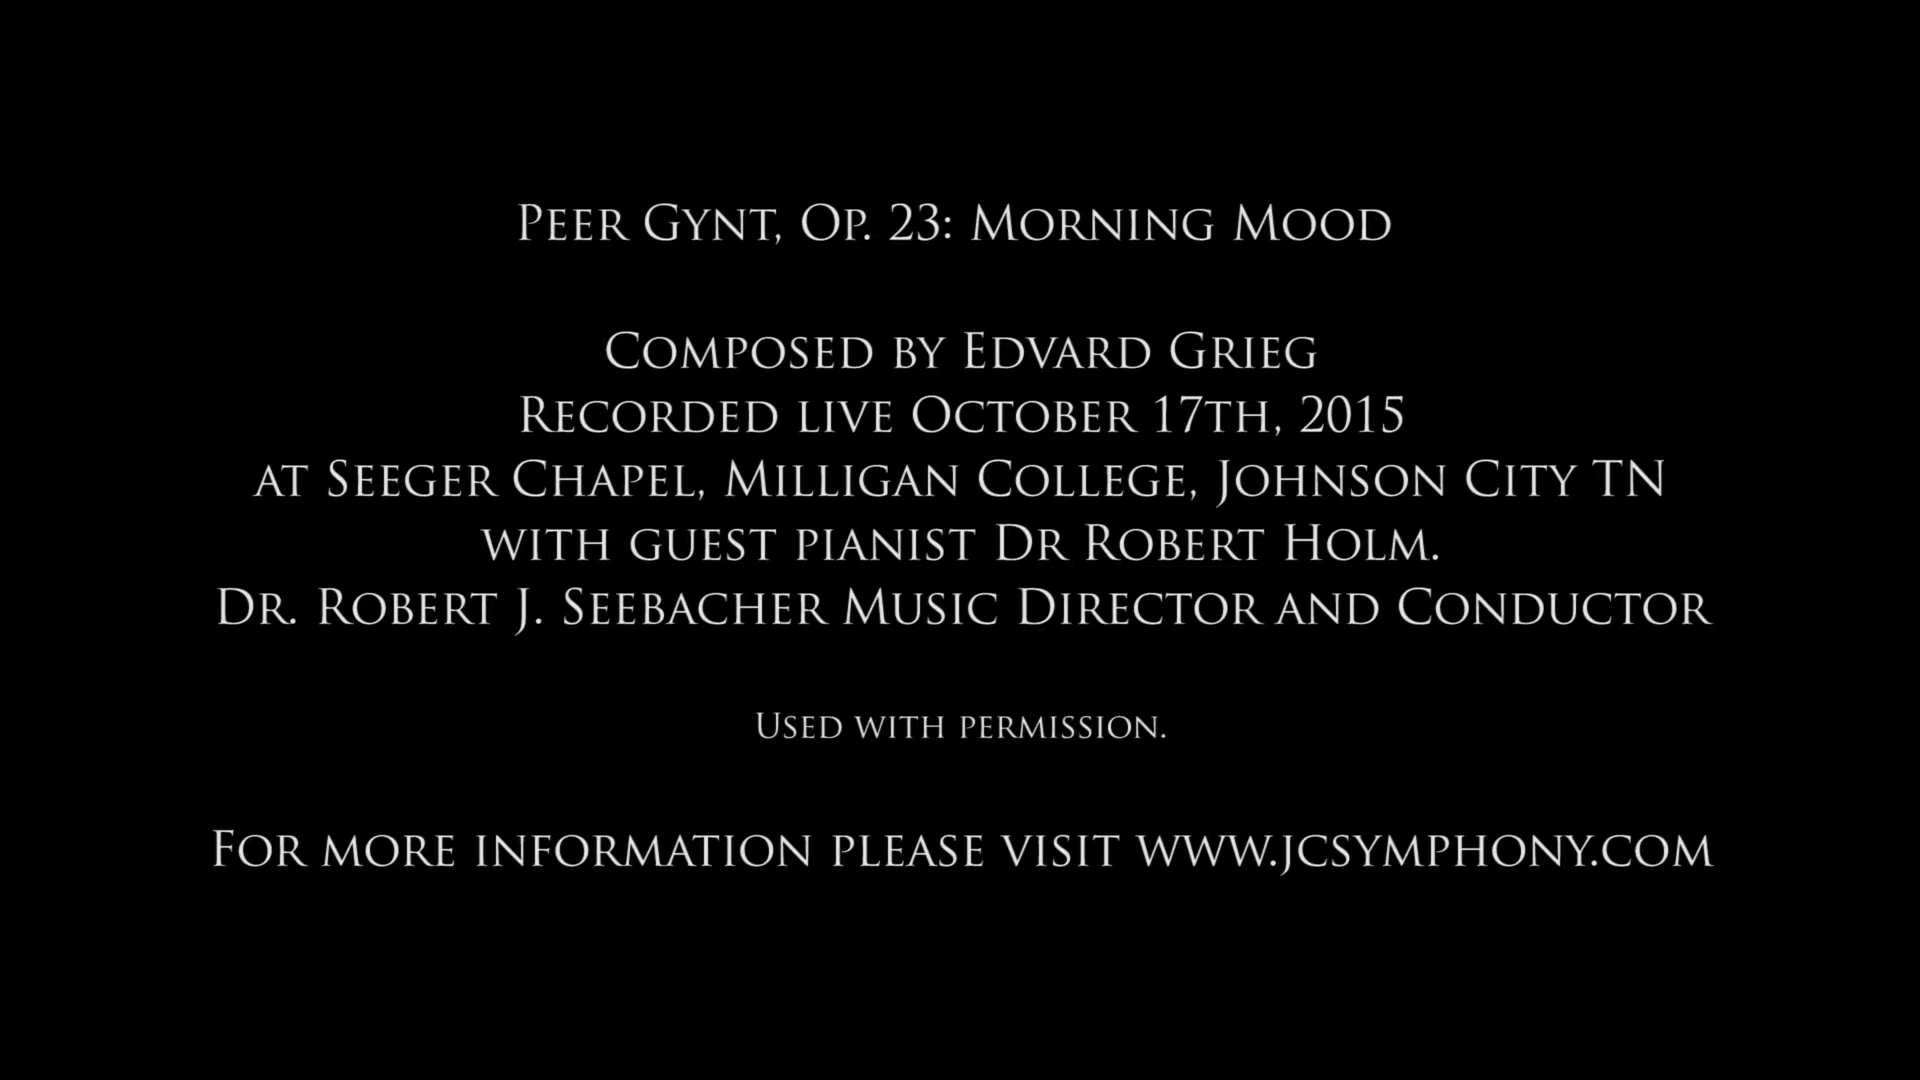 Peer Gynt, Op. 23: Morning Mood
Composed by Edvard Grieg
Recorded live October 17th, 2015
at Seeger Chapel, Milligan College, Johnson City TN
with guest pianist Dr Robert Holm.
Dr. Robert J. Seebacher Music Director and Conductor
Used with permission.
For more information please visit www.jcsymphony.com